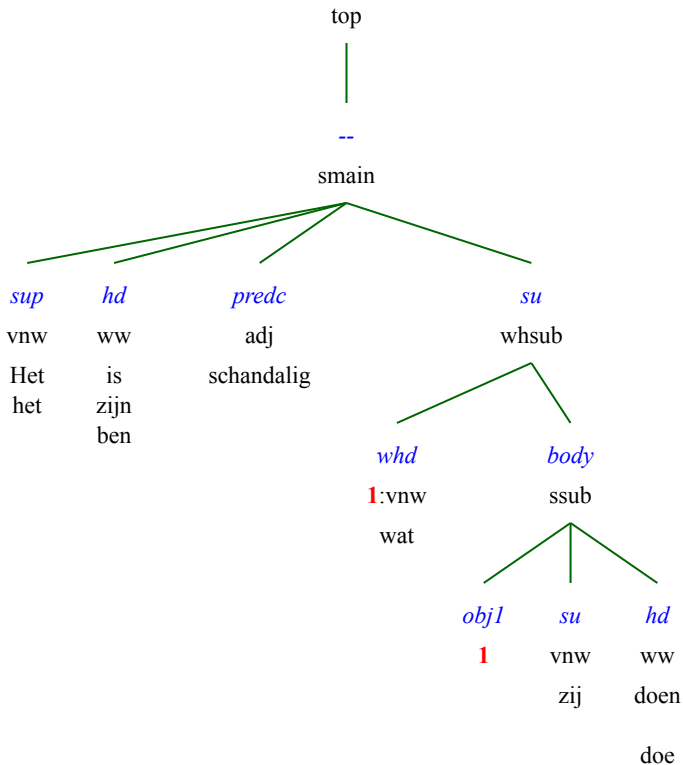 top
--
smain
sup hd predc su
vnw ww adj whsub
Het is schandalig
het zijn
ben
whd body
1:vnw ssub
wat
obj1 su hd
1 vnw ww
zij doen
doe